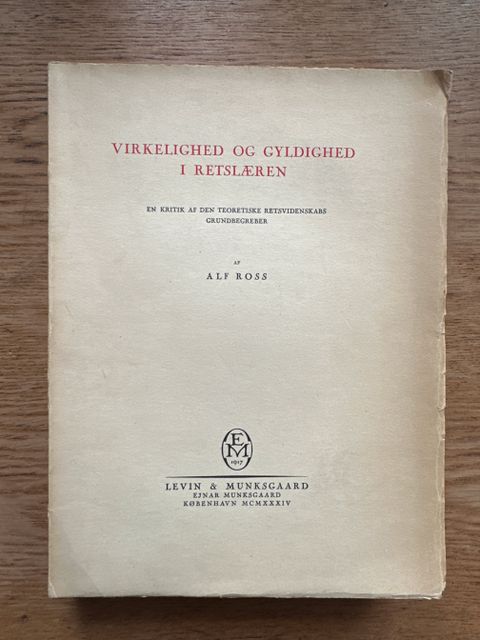 VIRKELIGHED OG GYLDIGHED
I RETSLÆREN
EN KRITIK AF DEN TEORETISKE RETSVIDENSKABS
GRUNDBEGREBER
AF
ALF ROSS
EM
1917
LEVIN & MUNKSGAARD
EJNAR MUNKSGAARD
KØBENHAVN MCMXXXIV